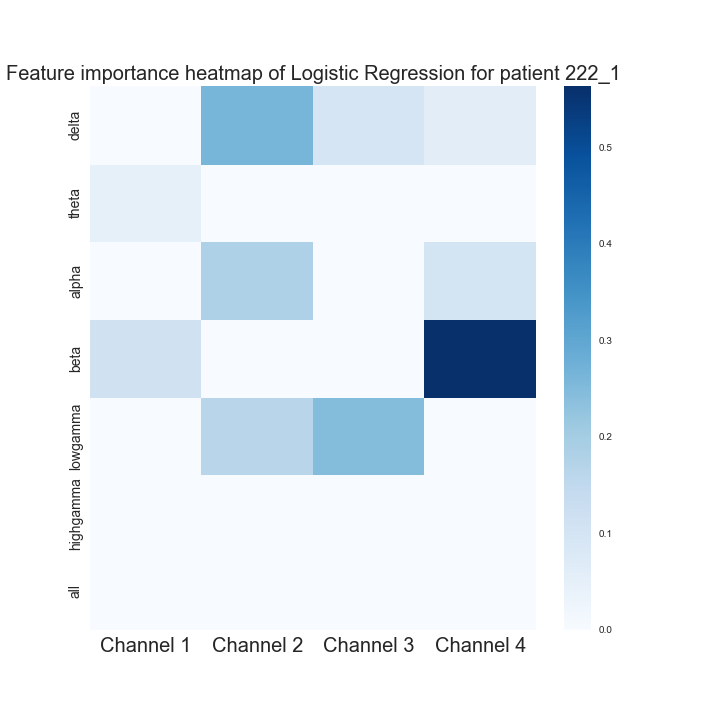 Feature importance heatmap of Logistic Regression for patient 222_1
delta
theta
alpha
beta
lowgamma
highgamma
all
Channel 1 Channel 2 Channel 3 Channel 4
0.5
0.4
0.3
0.2
0.1
0.0